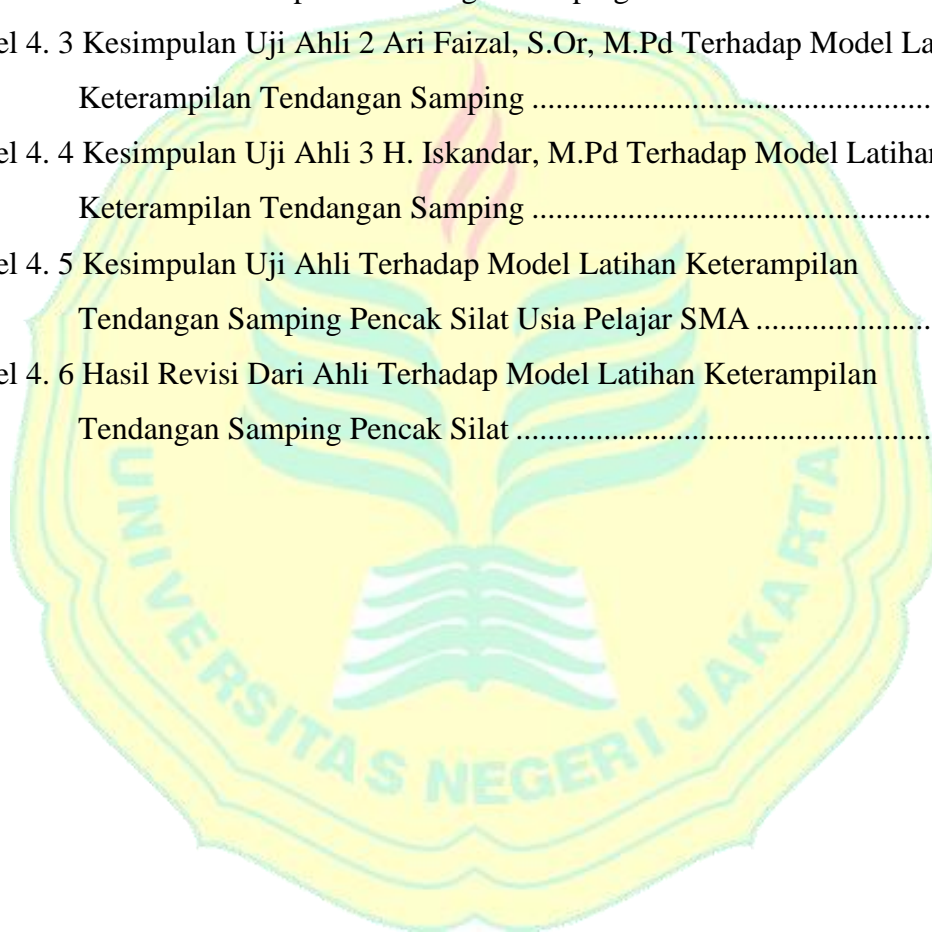 el 4. 3 Kesimpulan Uji Ahli 2 Ari Faizal, S.Or, M.Pd Terhadap Model La
Keterampilan Tendangan Samping ............................................
el 4. 4 Kesimpulan Uji Ahli 3 H. Iskandar, M.Pd Terhadap Model Latihan
Keterampilan Tendangan Samping ............................................
el 4. 5 Kesimpulan Uji Ahli Terhadap Model Latihan Keterampilan
Tendangan Samping Pencak Silat Usia Pelajar SMA ...................
el 4. 6 Hasil Revisi Dari Ahli Terhadap Model Latihan Keterampilan
Tendangan Samping Pencak Silat ..............................................
UNIVERSITAS NEGERI JAKARTA